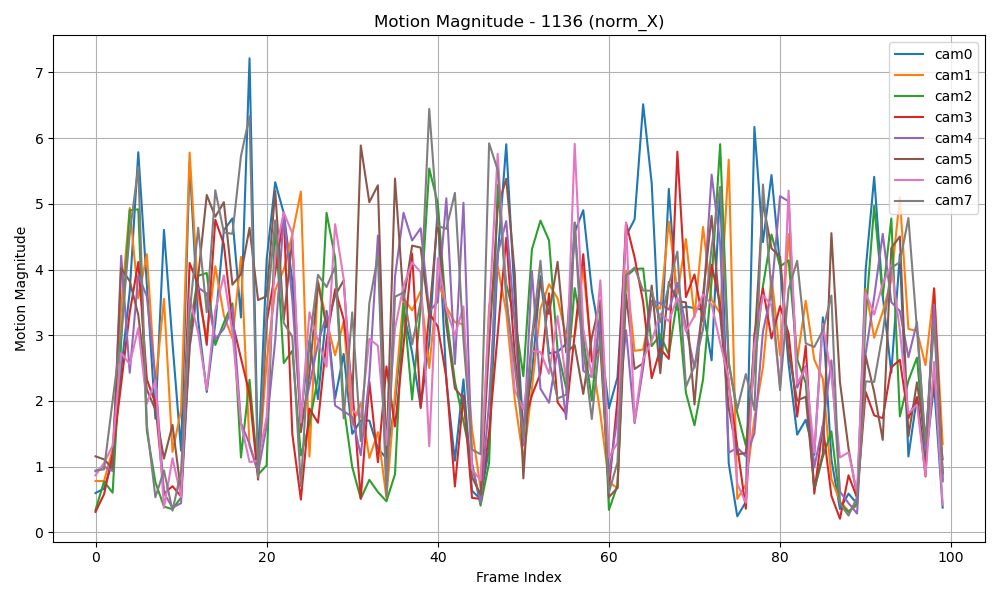 Motion Magnitude - 1136 (norm_X)
cam0
cam1
cam2
cam3
cam4
cam5
cam6
cam7
Motion Magnitude
7
6
5
4
3
2
1
0
0 20 40 60 80 100
Frame Index